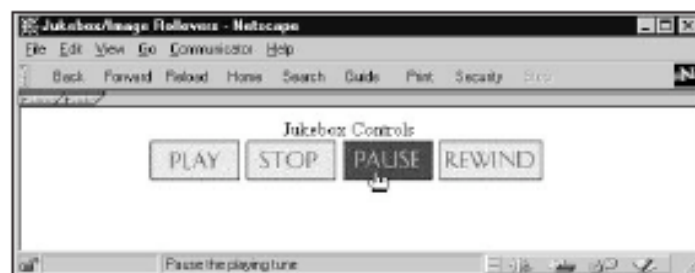 Jukebox/Image Rollovers - Netscape
File Edit View Go Communicator Help
Back Forward Reload Home Search Guide Print Security Stop
N
Jukebox Controls
PLAY STOP PAUSE REWIND
Pause the playing tune